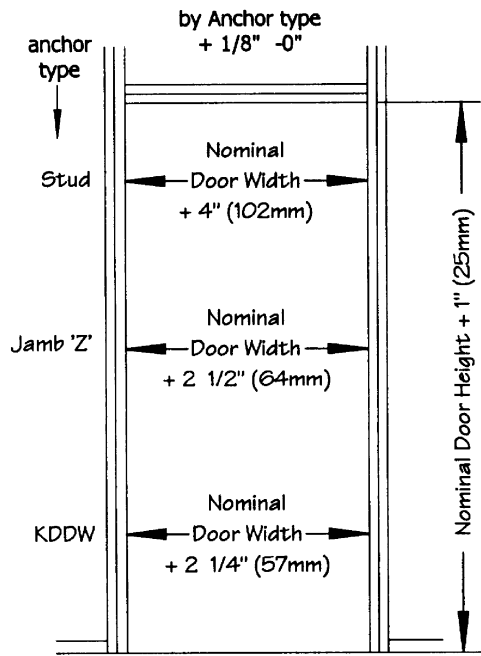 by Anchor type
+ 1/8" -0"
anchor
type
Stud
Nominal
Door Width
+ 4" (102mm)
Jamb 'Z'
Nominal
Door Width
+ 2 1/2" (64mm)
KDDW
Nominal
Door Width
+ 2 1/4" (57mm)
Nominal Door Height + 1" (25mm)